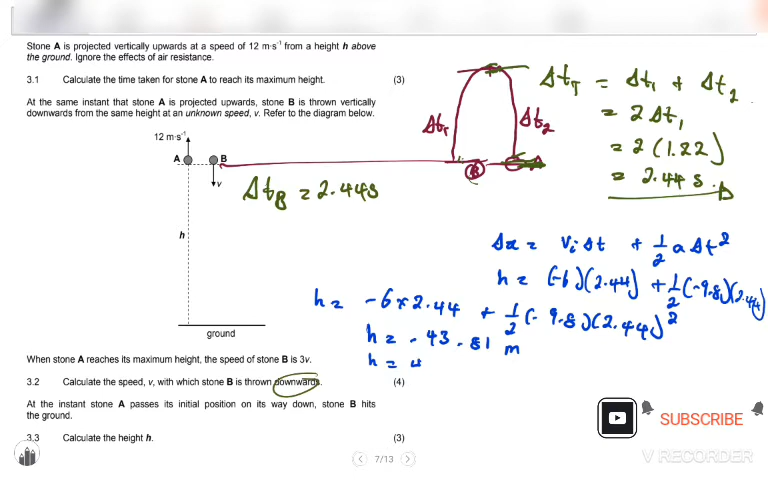 Stone A is projected vertically upwards at a speed of 12 m·s⁻¹ from a height h above
the ground. Ignore the effects of air resistance.
3.1 Calculate the time taken for stone A to reach its maximum height. (3)
At the same instant that stone A is projected upwards, stone B is thrown vertically
downwards from the same height at an unknown speed, v. Refer to the diagram below.
12 m·s⁻¹
A B
v
h
ground
When stone A reaches its maximum height, the speed of stone B is 3v.
3.2 Calculate the speed, v, with which stone B is thrown downwards. (4)
At the instant stone A passes its initial position on its way down, stone B hits
the ground.
3.3 Calculate the height h. (3)
Δt₁ Δt₂
B
ΔtT = Δt₁ + Δt₂
= 2Δt₁
= 2(1.22)
= 2.44 s
ΔtB = 2.44s
Δx = ViΔt + ½aΔt²
h = (-6)(2.44) + ½(-9.8)(2.44)²
h = -6×2.44 + ½(-9.8)(2.44)²
h = -43.81 m
h = 4
SUBSCRIBE
7/13
V RECORDER